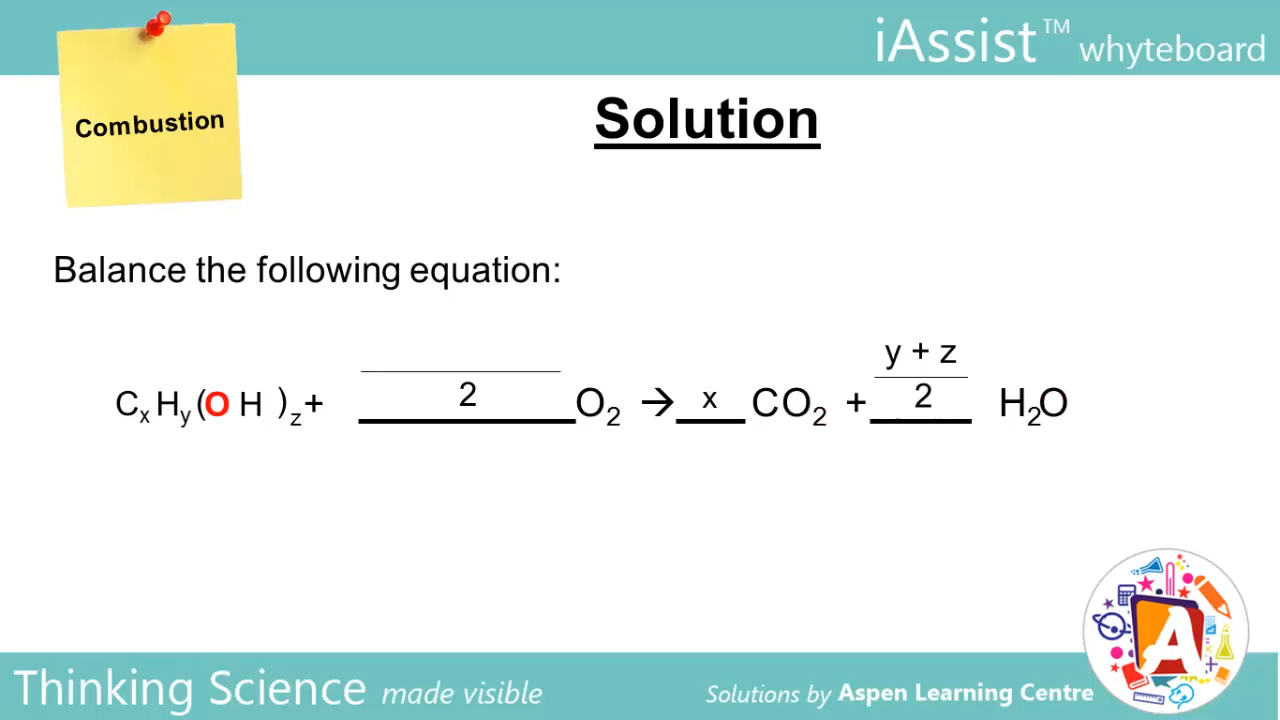 iAssist™ whyteboard
Combustion
Solution
Balance the following equation:
y + z
CxHy(OH)z + 2 O2 → x CO2 + 2 H2O
A
Thinking Science made visible
Solutions by Aspen Learning Centre